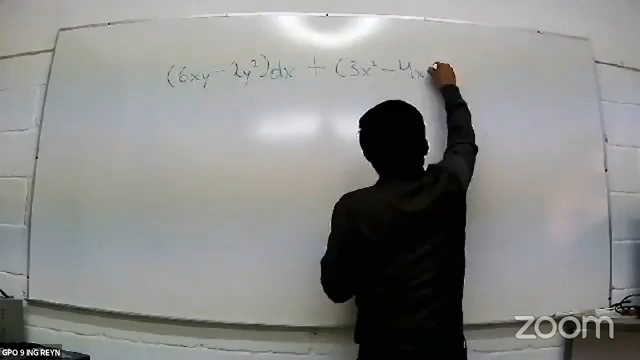 (6xy - 2y²)dx + (3x² - 4x
zoom
GPO 9 ING REYN